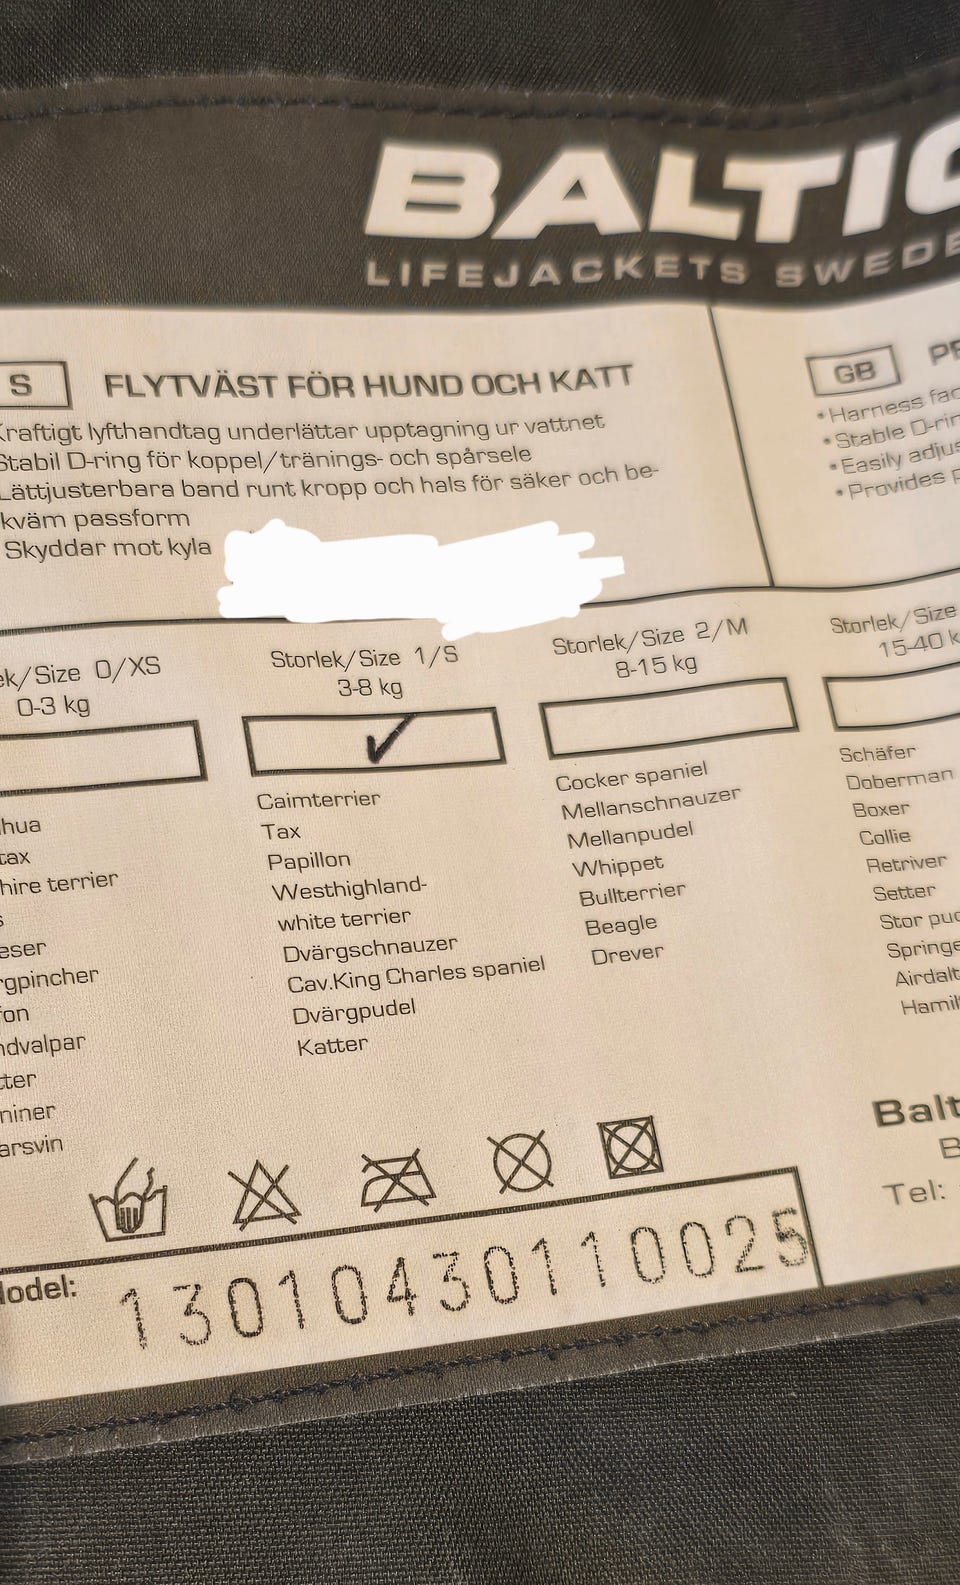 BALTIC
LIFEJACKETS SWEDE
S
FLYTVÄST FÖR HUND OCH KATT
Kraftigt lyfthandtag underlättar upptagning ur vattnet
Stabil D-ring för koppel/tränings- och spårsele
Lättjusterbara band runt kropp och hals för säker och be-
kväm passform
Skyddar mot kyla
GB
PR
•Harness fac
•Stable D-rin
•Easily adjus
•Provides p
ek/Size 0/XS
0-3 kg
hua
tax
hire terrier
s
eser
rgpincher
fon
ndvalpar
tter
niner
arsvin
Storlek/Size 1/S
3-8 kg
Caimterrier
Tax
Papillon
Westhighland-
white terrier
Dvärgschnauzer
Cav.King Charles spaniel
Dvärgpudel
Katter
Storlek/Size 2/M
8-15 kg
Cocker spaniel
Mellanschnauzer
Mellanpudel
Whippet
Bullterrier
Beagle
Drever
Storlek/Size
15-40 k
Schäfer
Doberman
Boxer
Collie
Retriver
Setter
Stor pud
Springe
Airdalt
Hamil
Balt
B
Tel:
Model: 13010430110025